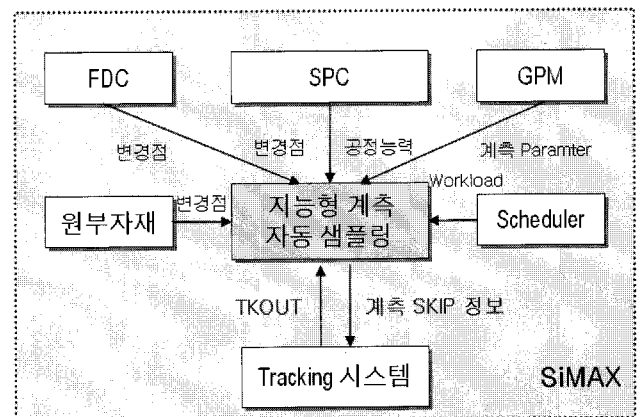 FDC
SPC
GPM
변경점
변경점
공정능력
계측 Paramter
Workload
원부자재
변경점
지능형 계측
자동 샘플링
Scheduler
TKOUT
계측 SKIP 정보
Tracking 시스템
SiMAX